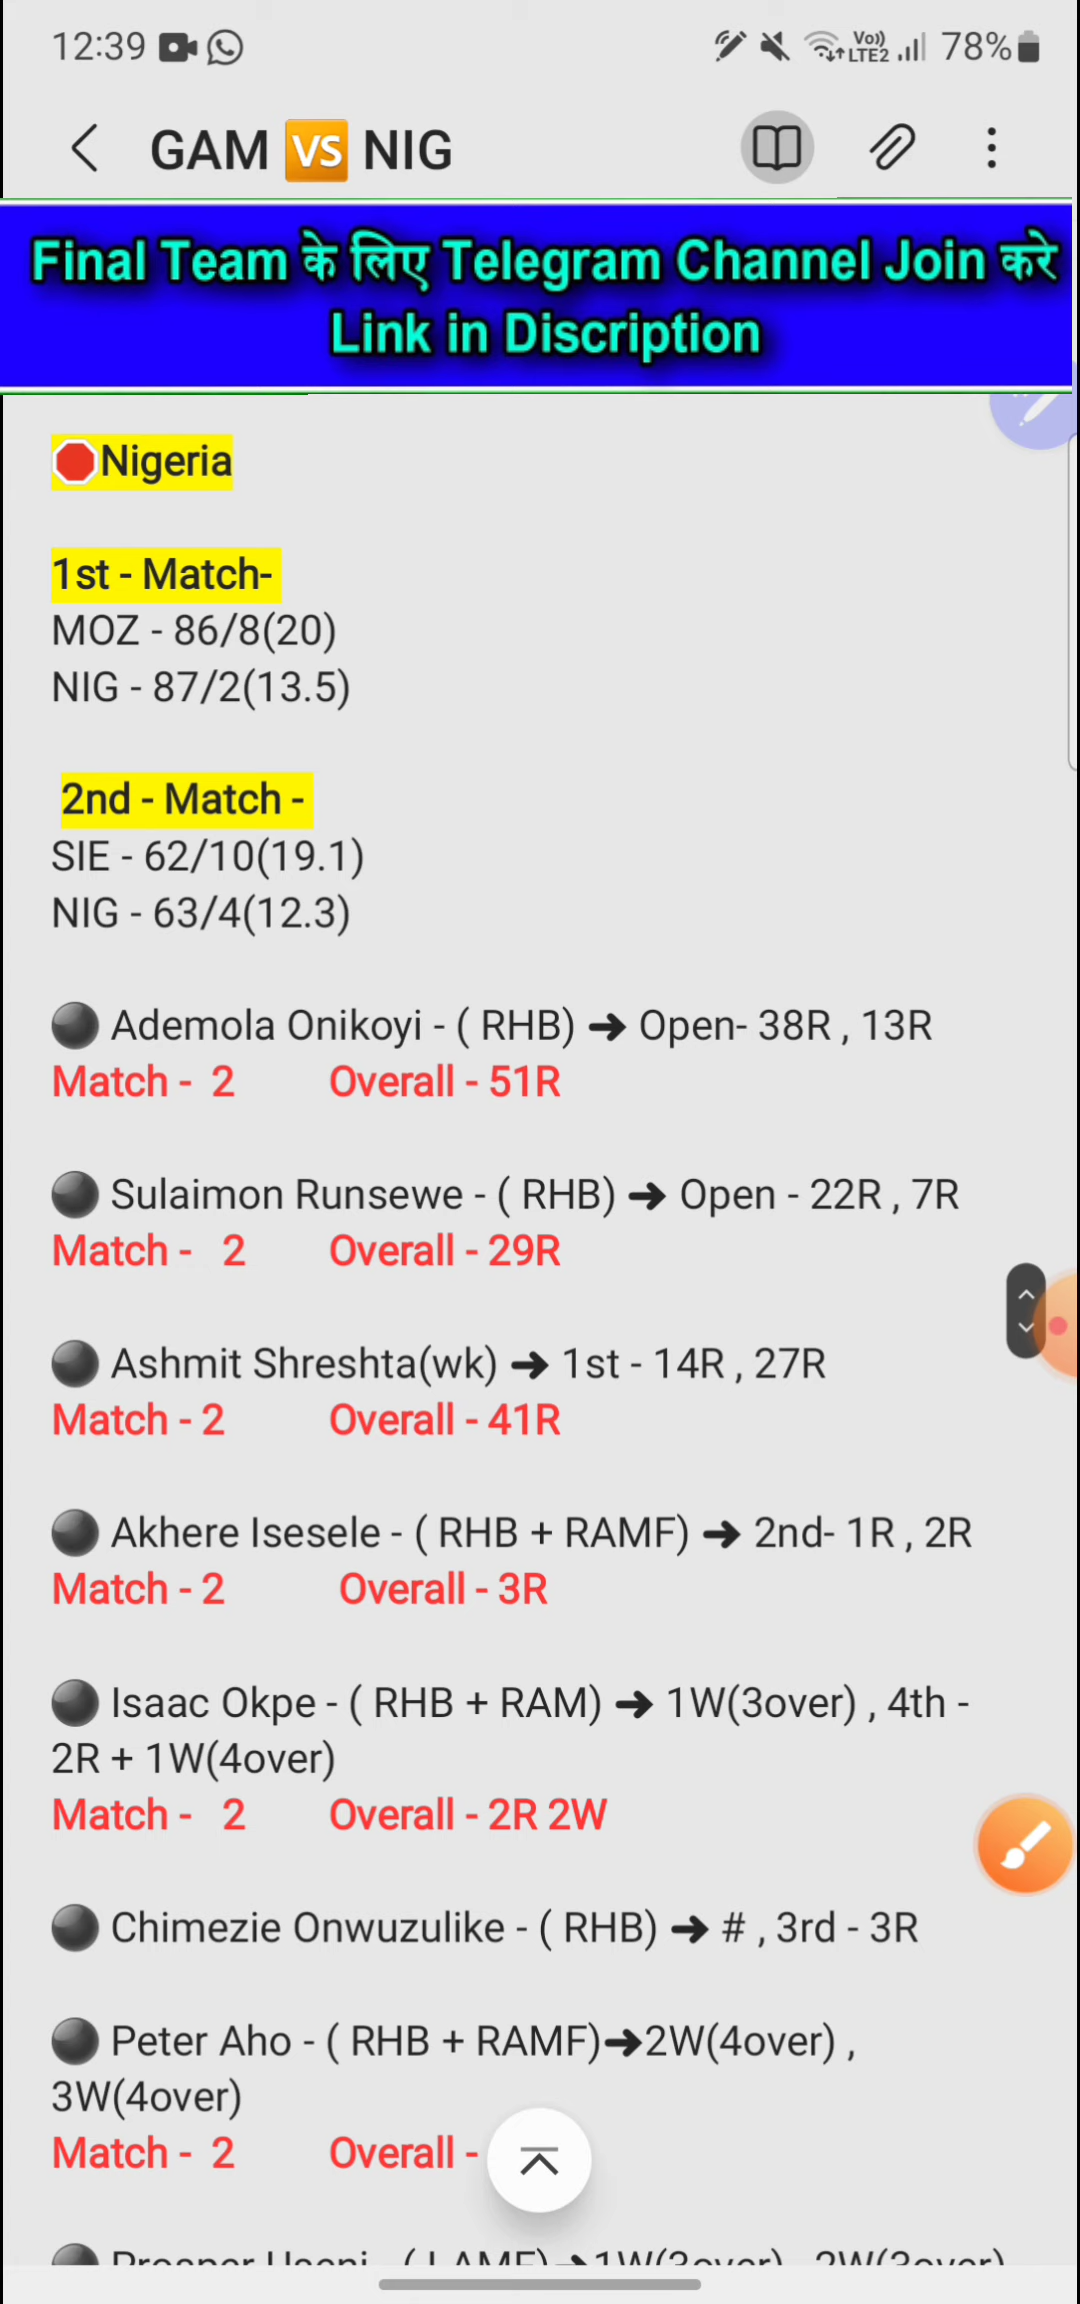 12:39 Vo)) LTE2 78%
GAM VS NIG
Final Team के लिए Telegram Channel Join करे
Link in Discription
Nigeria
1st - Match-
MOZ - 86/8(20)
NIG - 87/2(13.5)
2nd - Match -
SIE - 62/10(19.1)
NIG - 63/4(12.3)
Ademola Onikoyi - ( RHB) ➔ Open- 38R , 13R
Match - 2 Overall - 51R
Sulaimon Runsewe - ( RHB) ➔ Open - 22R , 7R
Match - 2 Overall - 29R
Ashmit Shreshta(wk) ➔ 1st - 14R , 27R
Match - 2 Overall - 41R
Akhere Isesele - ( RHB + RAMF) ➔ 2nd- 1R , 2R
Match - 2 Overall - 3R
Isaac Okpe - ( RHB + RAM) ➔ 1W(3over) , 4th -
2R + 1W(4over)
Match - 2 Overall - 2R 2W
Chimezie Onwuzulike - ( RHB) ➔ # , 3rd - 3R
Peter Aho - ( RHB + RAMF)➔2W(4over) ,
3W(4over)
Match - 2 Overall -